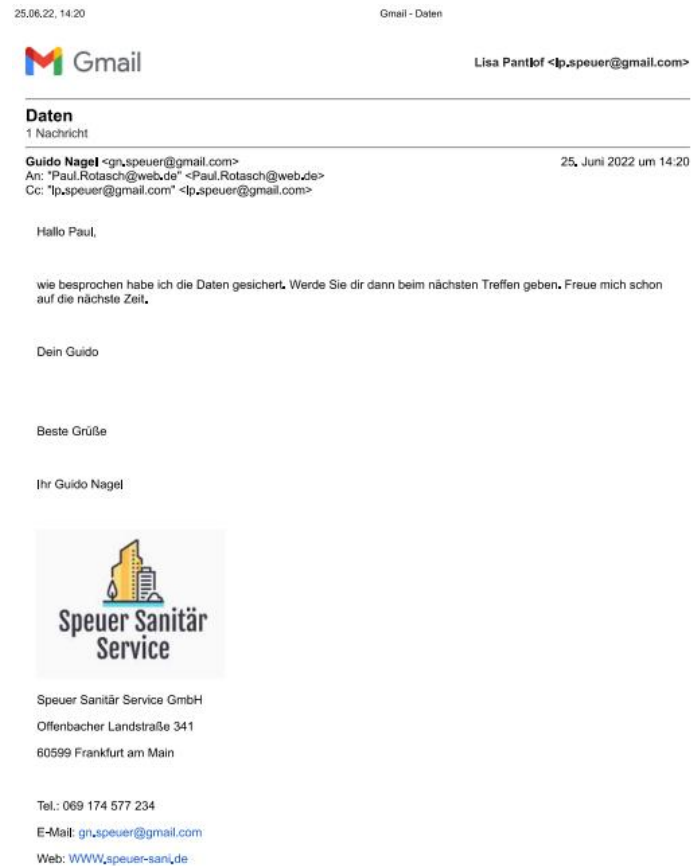 25.06.22, 14:20 Gmail - Daten
Gmail Lisa Pantlof <lp.speuer@gmail.com>
Daten
1 Nachricht
Guido Nagel <gn.speuer@gmail.com> 25. Juni 2022 um 14:20
An: "Paul.Rotasch@web.de" <Paul.Rotasch@web.de>
Cc: "lp.speuer@gmail.com" <lp.speuer@gmail.com>
Hallo Paul,
wie besprochen habe ich die Daten gesichert. Werde Sie dir dann beim nächsten Treffen geben. Freue mich schon
auf die nächste Zeit.
Dein Guido
Beste Grüße
Ihr Guido Nagel
Speuer Sanitär
Service
Speuer Sanitär Service GmbH
Offenbacher Landstraße 341
60599 Frankfurt am Main
Tel.: 069 174 577 234
E-Mail: gn.speuer@gmail.com
Web: WWW.speuer-sani.de